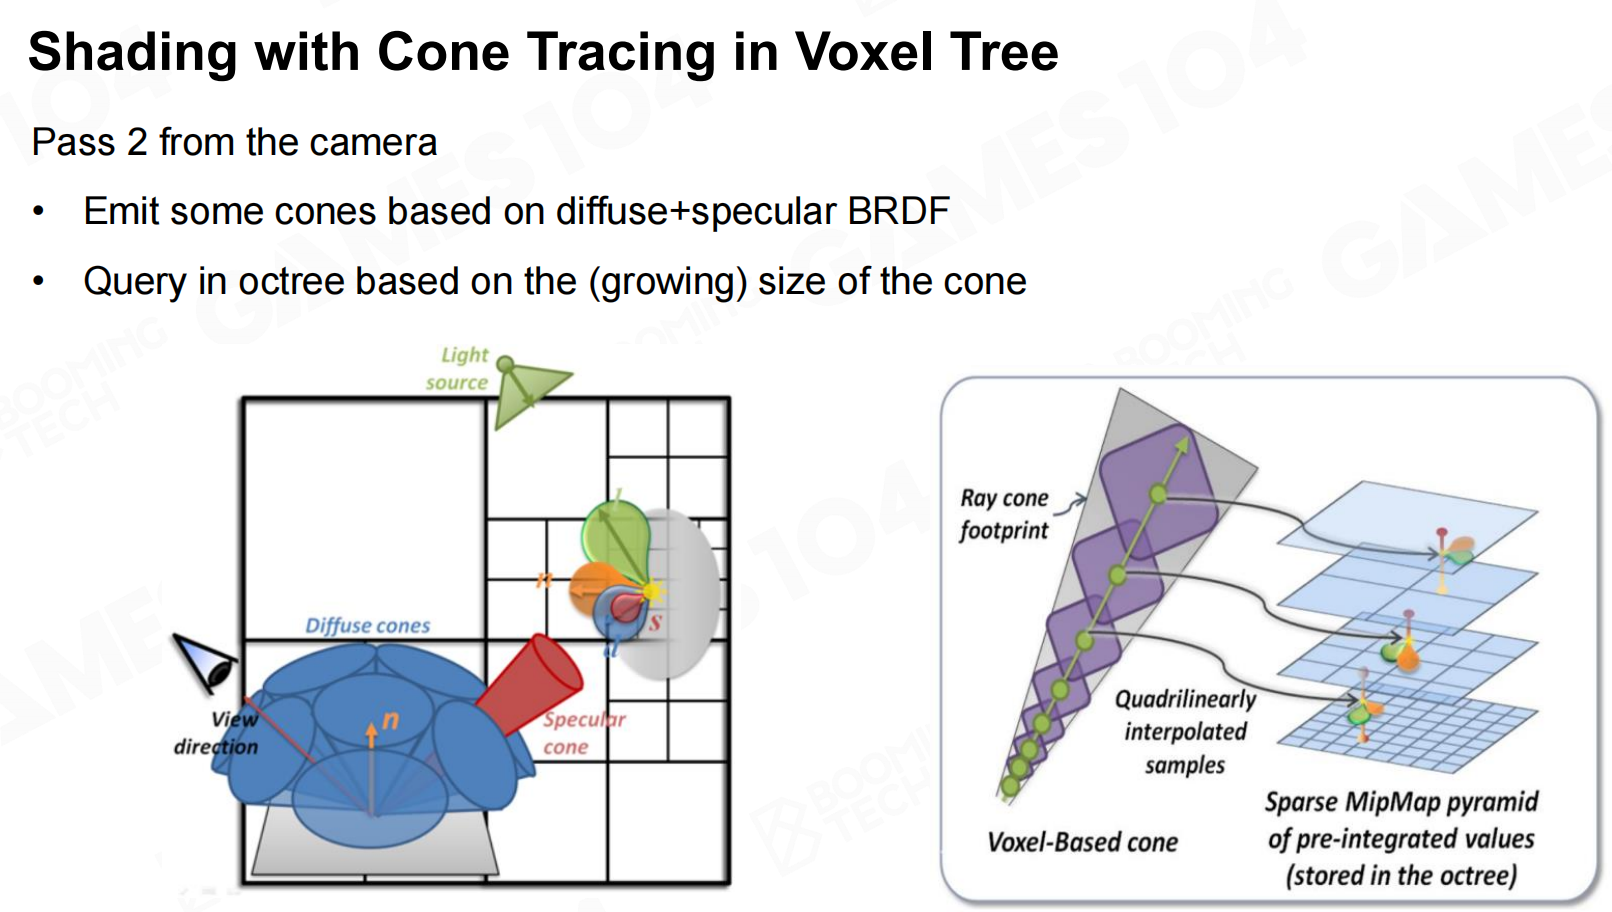 Shading with Cone Tracing in Voxel Tree
Pass 2 from the camera
• Emit some cones based on diffuse+specular BRDF
• Query in octree based on the (growing) size of the cone
Light
source
l
n
s
d
Diffuse cones
View
direction
n
Specular
cone
Ray cone
footprint
Quadrilinearly
interpolated
samples
Voxel-Based cone
Sparse MipMap pyramid
of pre-integrated values
(stored in the octree)
GAMES104
BOOMING
TECH